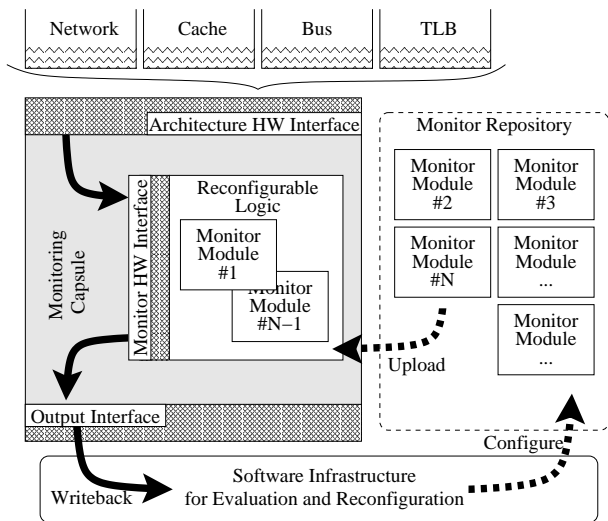 Network
Cache
Bus
TLB
Architecture HW Interface
Monitoring
Capsule
Monitor HW Interface
Reconfigurable
Logic
Monitor
Module
#1
Monitor
Module
#N−1
Output Interface
Monitor Repository
Monitor
Module
#2
Monitor
Module
#3
Monitor
Module
#N
Monitor
Module
...
Monitor
Module
...
Upload
Configure
Writeback
Software Infrastructure
for Evaluation and Reconfiguration